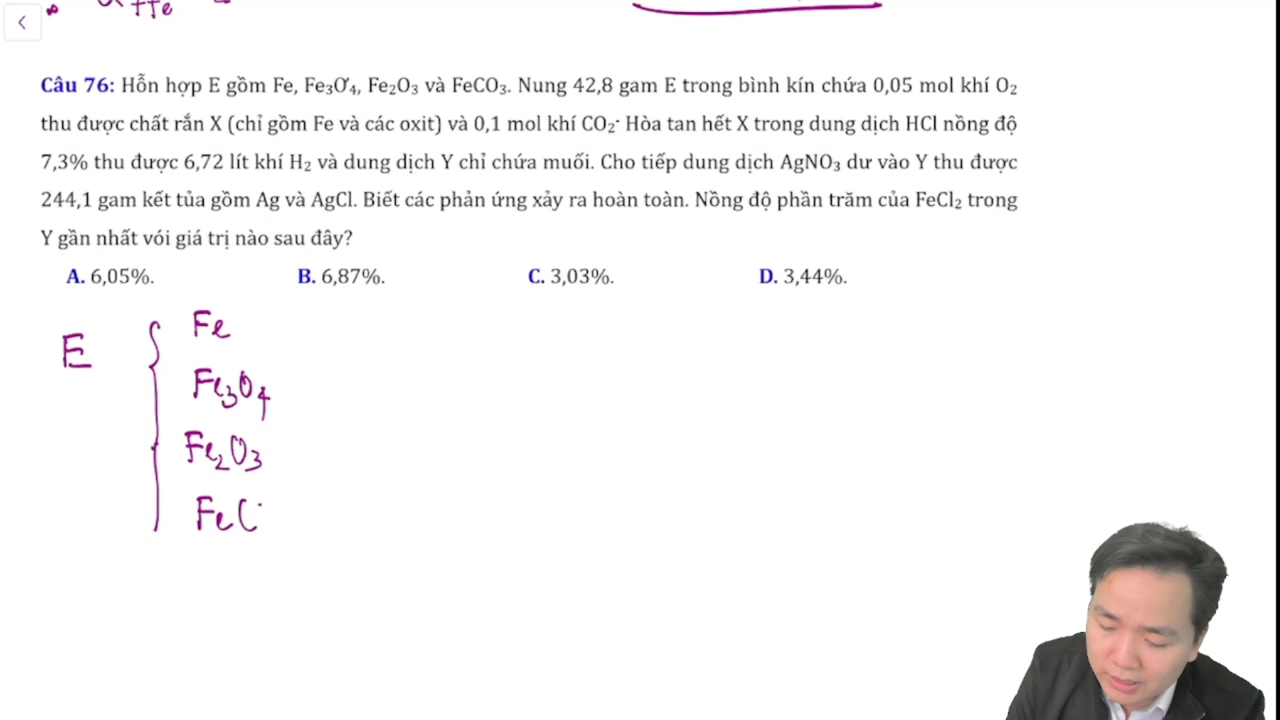 Câu 76: Hỗn hợp E gồm Fe, Fe₃O₄, Fe₂O₃ và FeCO₃. Nung 42,8 gam E trong bình kín chứa 0,05 mol khí O₂
thu được chất rắn X (chỉ gồm Fe và các oxit) và 0,1 mol khí CO₂. Hòa tan hết X trong dung dịch HCl nồng độ
7,3% thu được 6,72 lít khí H₂ và dung dịch Y chỉ chứa muối. Cho tiếp dung dịch AgNO₃ dư vào Y thu được
244,1 gam kết tủa gồm Ag và AgCl. Biết các phản ứng xảy ra hoàn toàn. Nồng độ phần trăm của FeCl₂ trong
Y gần nhất vói giá trị nào sau đây?
A. 6,05%. B. 6,87%. C. 3,03%. D. 3,44%.
Fe
E
Fe₃O₄
Fe₂O₃
FeC